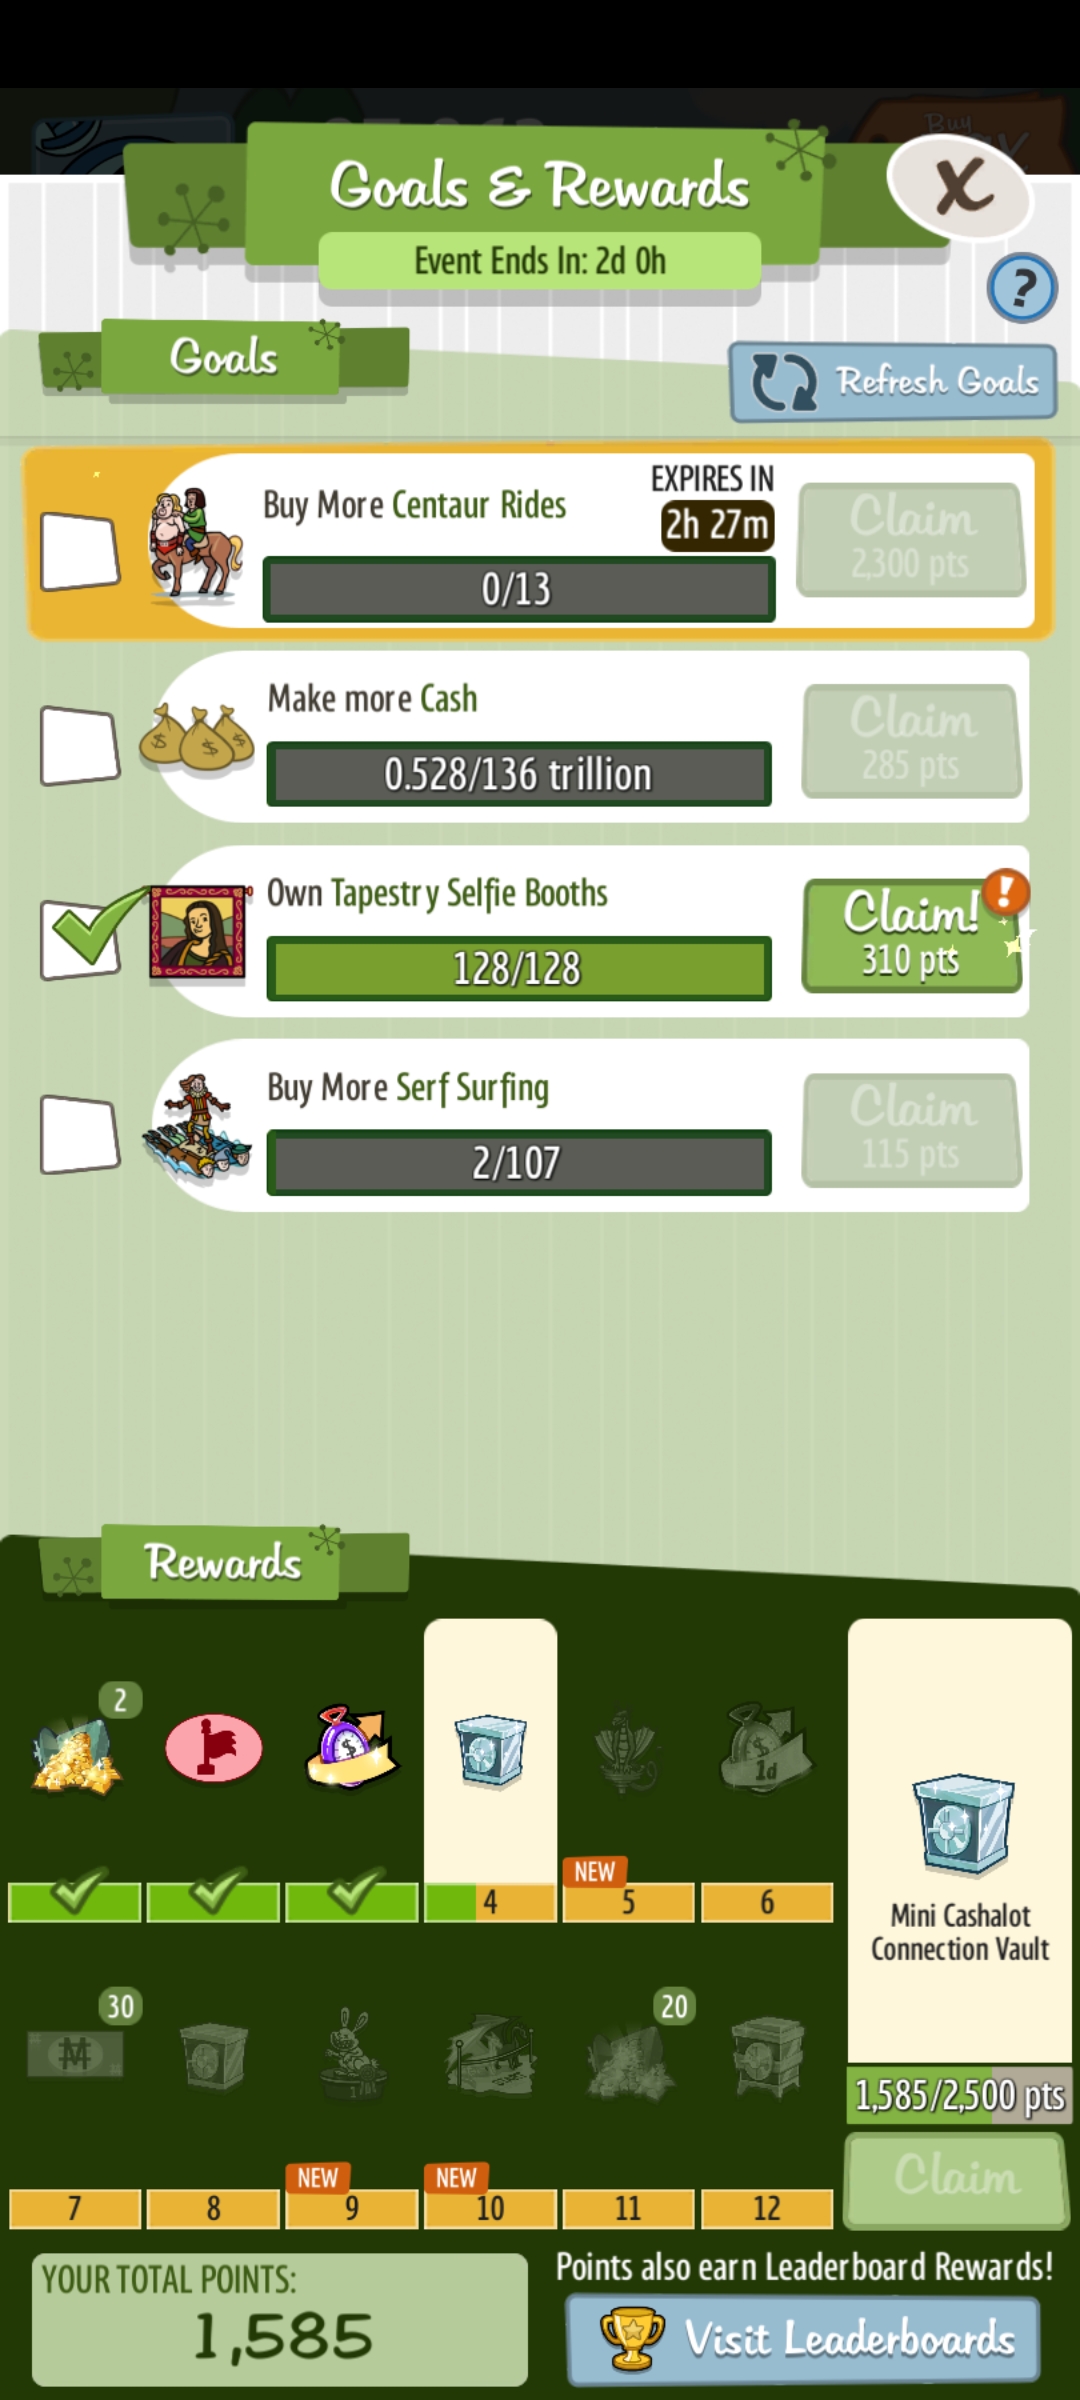 Buy
Goals & Rewards
X
Event Ends In: 2d 0h
?
Goals
Refresh Goals
Buy More Centaur Rides
EXPIRES IN
2h 27m
0/13
Claim
2,300 pts
Make more Cash
0.528/136 trillion
Claim
285 pts
Own Tapestry Selfie Booths
128/128
Claim!
310 pts
!
Buy More Serf Surfing
2/107
Claim
115 pts
Rewards
2
1d
4
NEW
5
6
Mini Cashalot
Connection Vault
30
20
1,585/2,500 pts
Claim
7
8
NEW
9
NEW
10
11
12
YOUR TOTAL POINTS:
1,585
Points also earn Leaderboard Rewards!
Visit Leaderboards